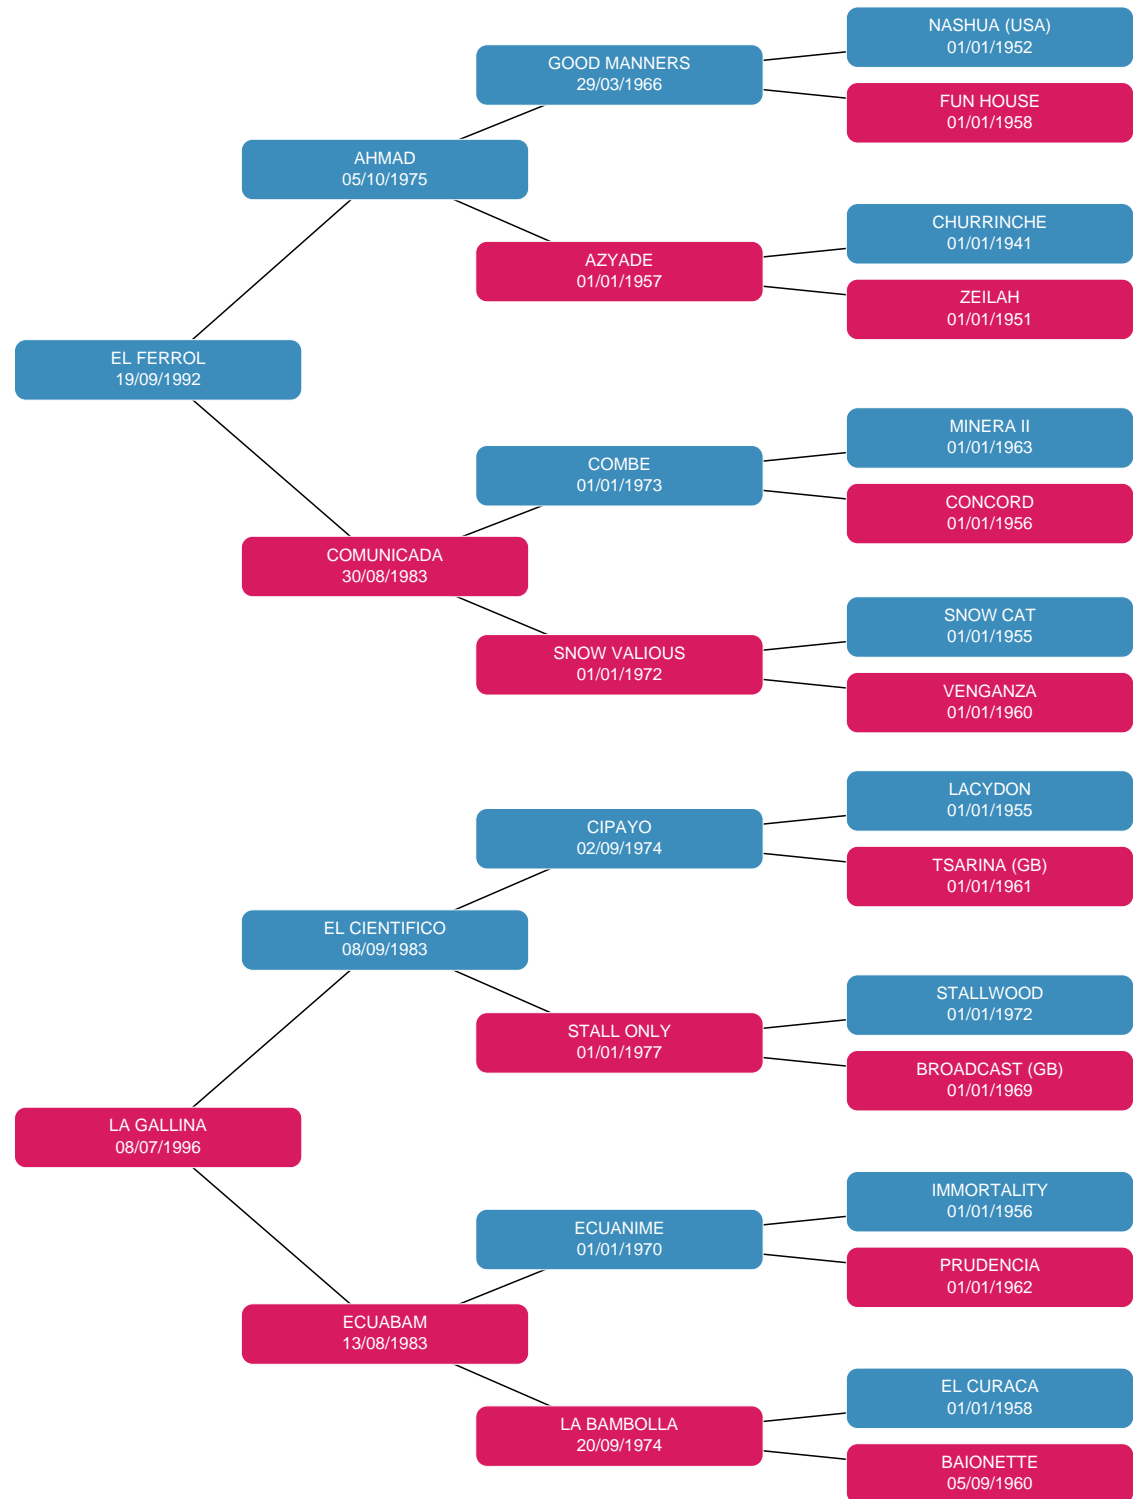 NASHUA (USA)
01/01/1952
GOOD MANNERS
29/03/1966
FUN HOUSE
01/01/1958
AHMAD
05/10/1975
CHURRINCHE
01/01/1941
AZYADE
01/01/1957
ZEILAH
01/01/1951
EL FERROL
19/09/1992
MINERA II
01/01/1963
COMBE
01/01/1973
CONCORD
01/01/1956
COMUNICADA
30/08/1983
SNOW CAT
01/01/1955
SNOW VALIOUS
01/01/1972
VENGANZA
01/01/1960
LACYDON
01/01/1955
CIPAYO
02/09/1974
TSARINA (GB)
01/01/1961
EL CIENTIFICO
08/09/1983
STALLWOOD
01/01/1972
STALL ONLY
01/01/1977
BROADCAST (GB)
01/01/1969
LA GALLINA
08/07/1996
IMMORTALITY
01/01/1956
ECUANIME
01/01/1970
PRUDENCIA
01/01/1962
ECUABAM
13/08/1983
EL CURACA
01/01/1958
LA BAMBOLLA
20/09/1974
BAIONETTE
05/09/1960